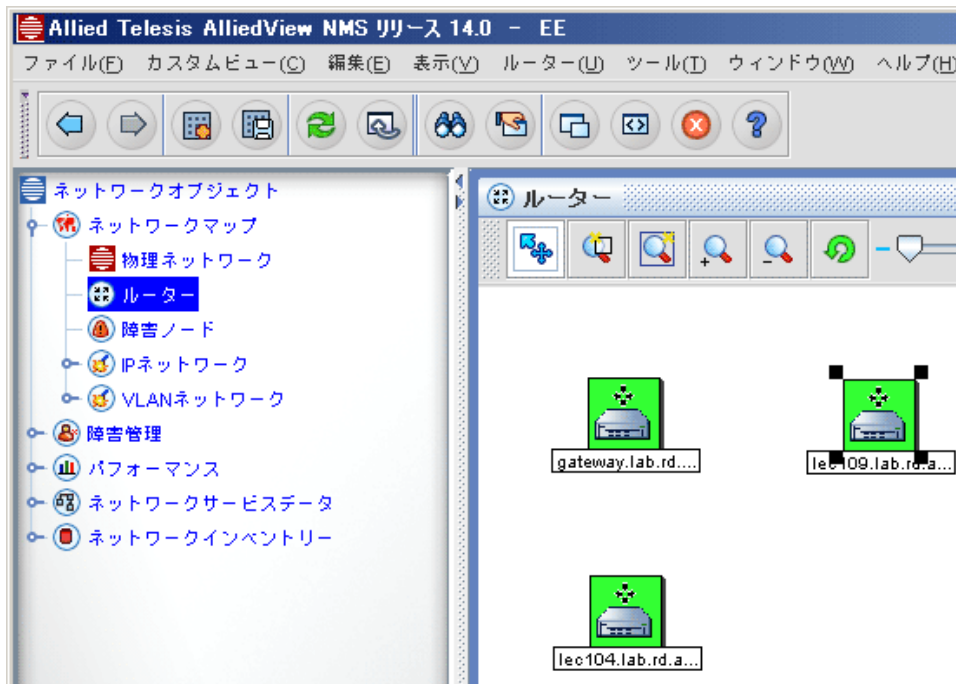 Allied Telesis AlliedView NMS リリース 14.0 - EE
ファイル(F) カスタムビュー(C) 編集(E) 表示(V) ルーター(U) ツール(T) ウィンドウ(W) ヘルプ(H)
ネットワークオブジェクト
ネットワークマップ
物理ネットワーク
ルーター
障害ノード
IPネットワーク
VLANネットワーク
障害管理
パフォーマンス
ネットワークサービスデータ
ネットワークインベントリー
ルーター
gateway.lab.rd....
lec109.lab.rd.a...
lec104.lab.rd.a...